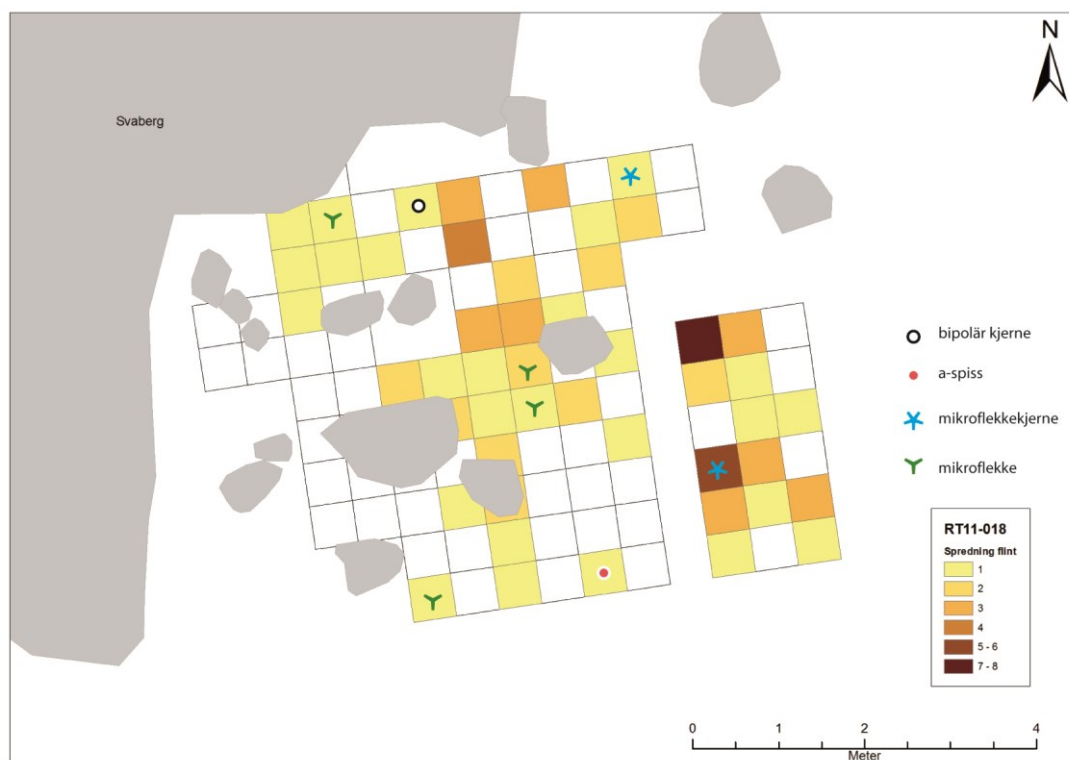 N
Svaberg
bipolär kjerne
a-spiss
mikroflekkekjerne
mikroflekke
RT11-018
Spredning flint
1
2
3
4
5 - 6
7 - 8
0 1 2 4
Meter